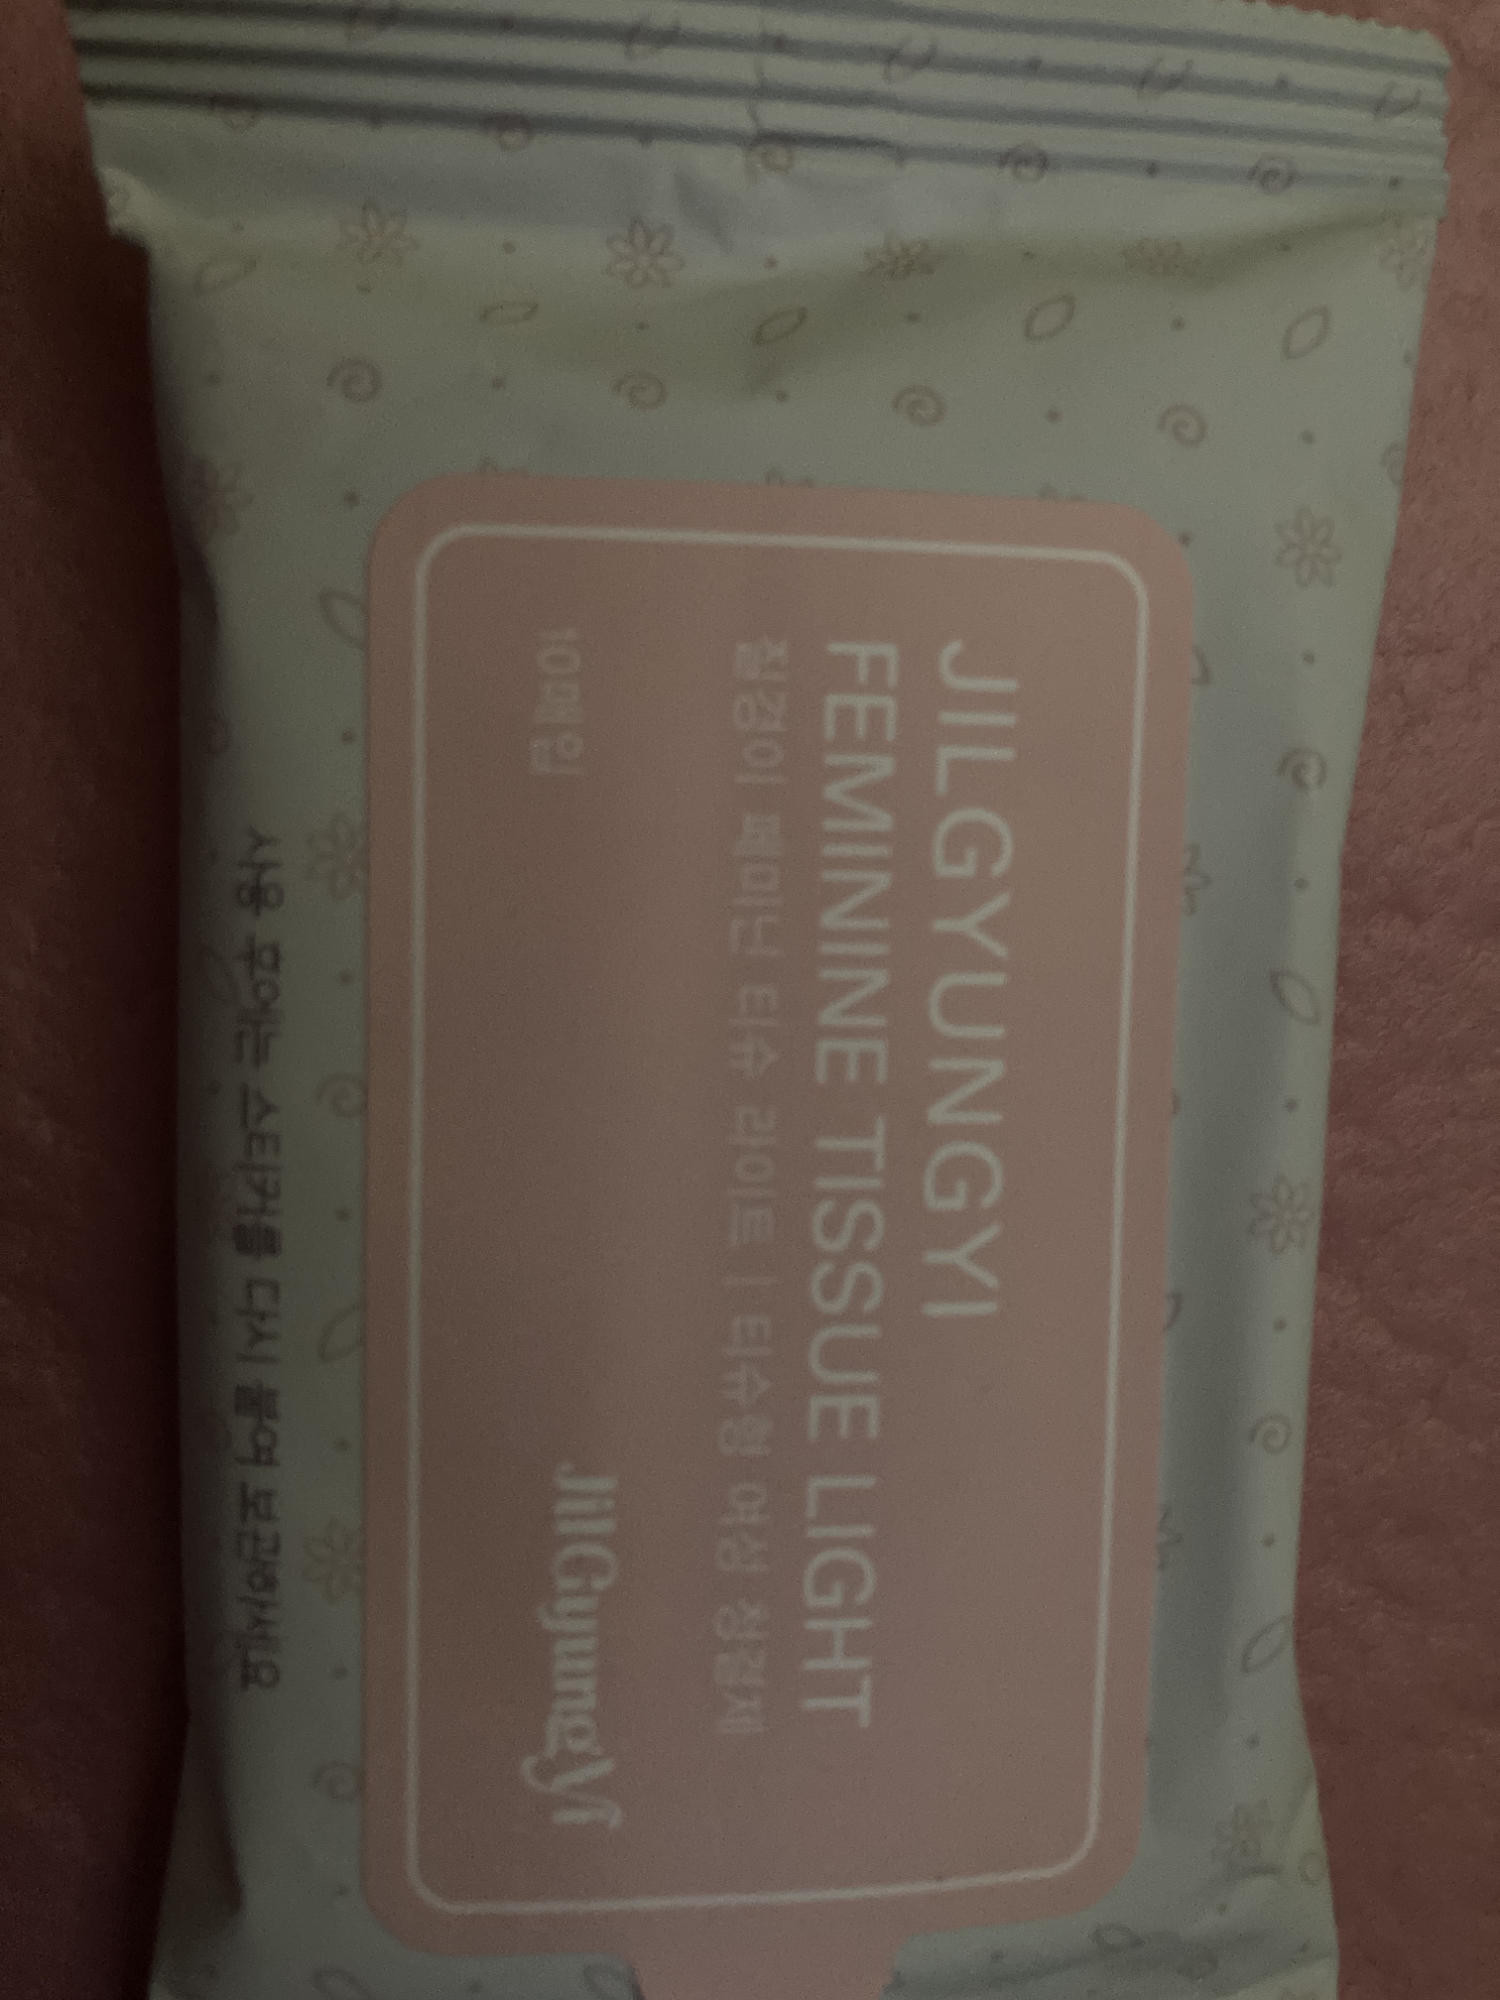 JILGYUNGYI
FEMININE TISSUE LIGHT
질경이 페미닌 티슈 라이트 | 티슈형 여성 청결제
10매입
JilGyungYi
사용 후에는 스티커를 다시 붙여 보관하세요